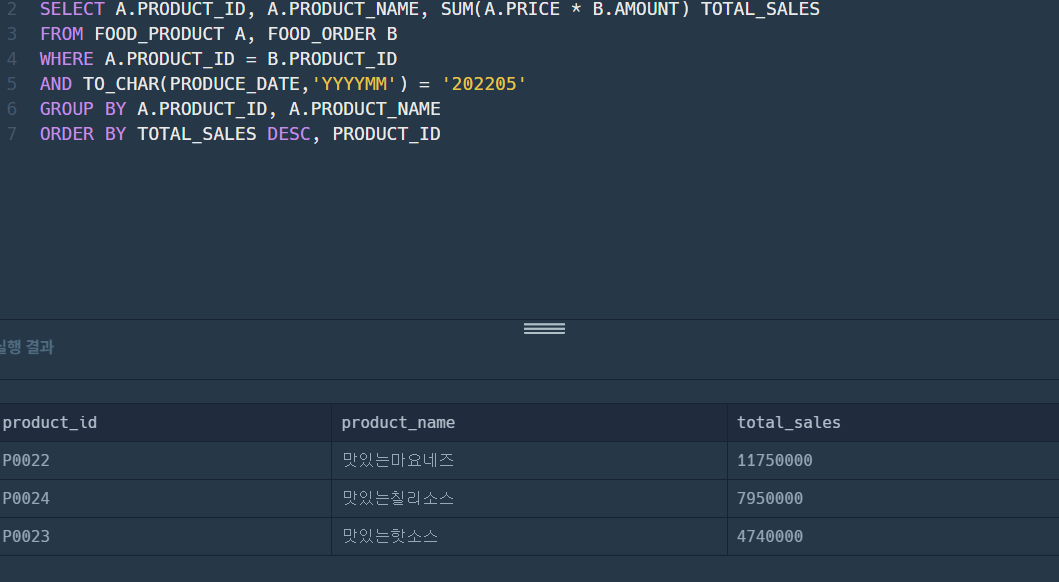 2 SELECT A.PRODUCT_ID, A.PRODUCT_NAME, SUM(A.PRICE * B.AMOUNT) TOTAL_SALES
3 FROM FOOD_PRODUCT A, FOOD_ORDER B
4 WHERE A.PRODUCT_ID = B.PRODUCT_ID
5 AND TO_CHAR(PRODUCE_DATE,'YYYYMM') = '202205'
6 GROUP BY A.PRODUCT_ID, A.PRODUCT_NAME
7 ORDER BY TOTAL_SALES DESC, PRODUCT_ID
실행 결과
product_id product_name total_sales
P0022 맛있는마요네즈 11750000
P0024 맛있는칠리소스 7950000
P0023 맛있는핫소스 4740000